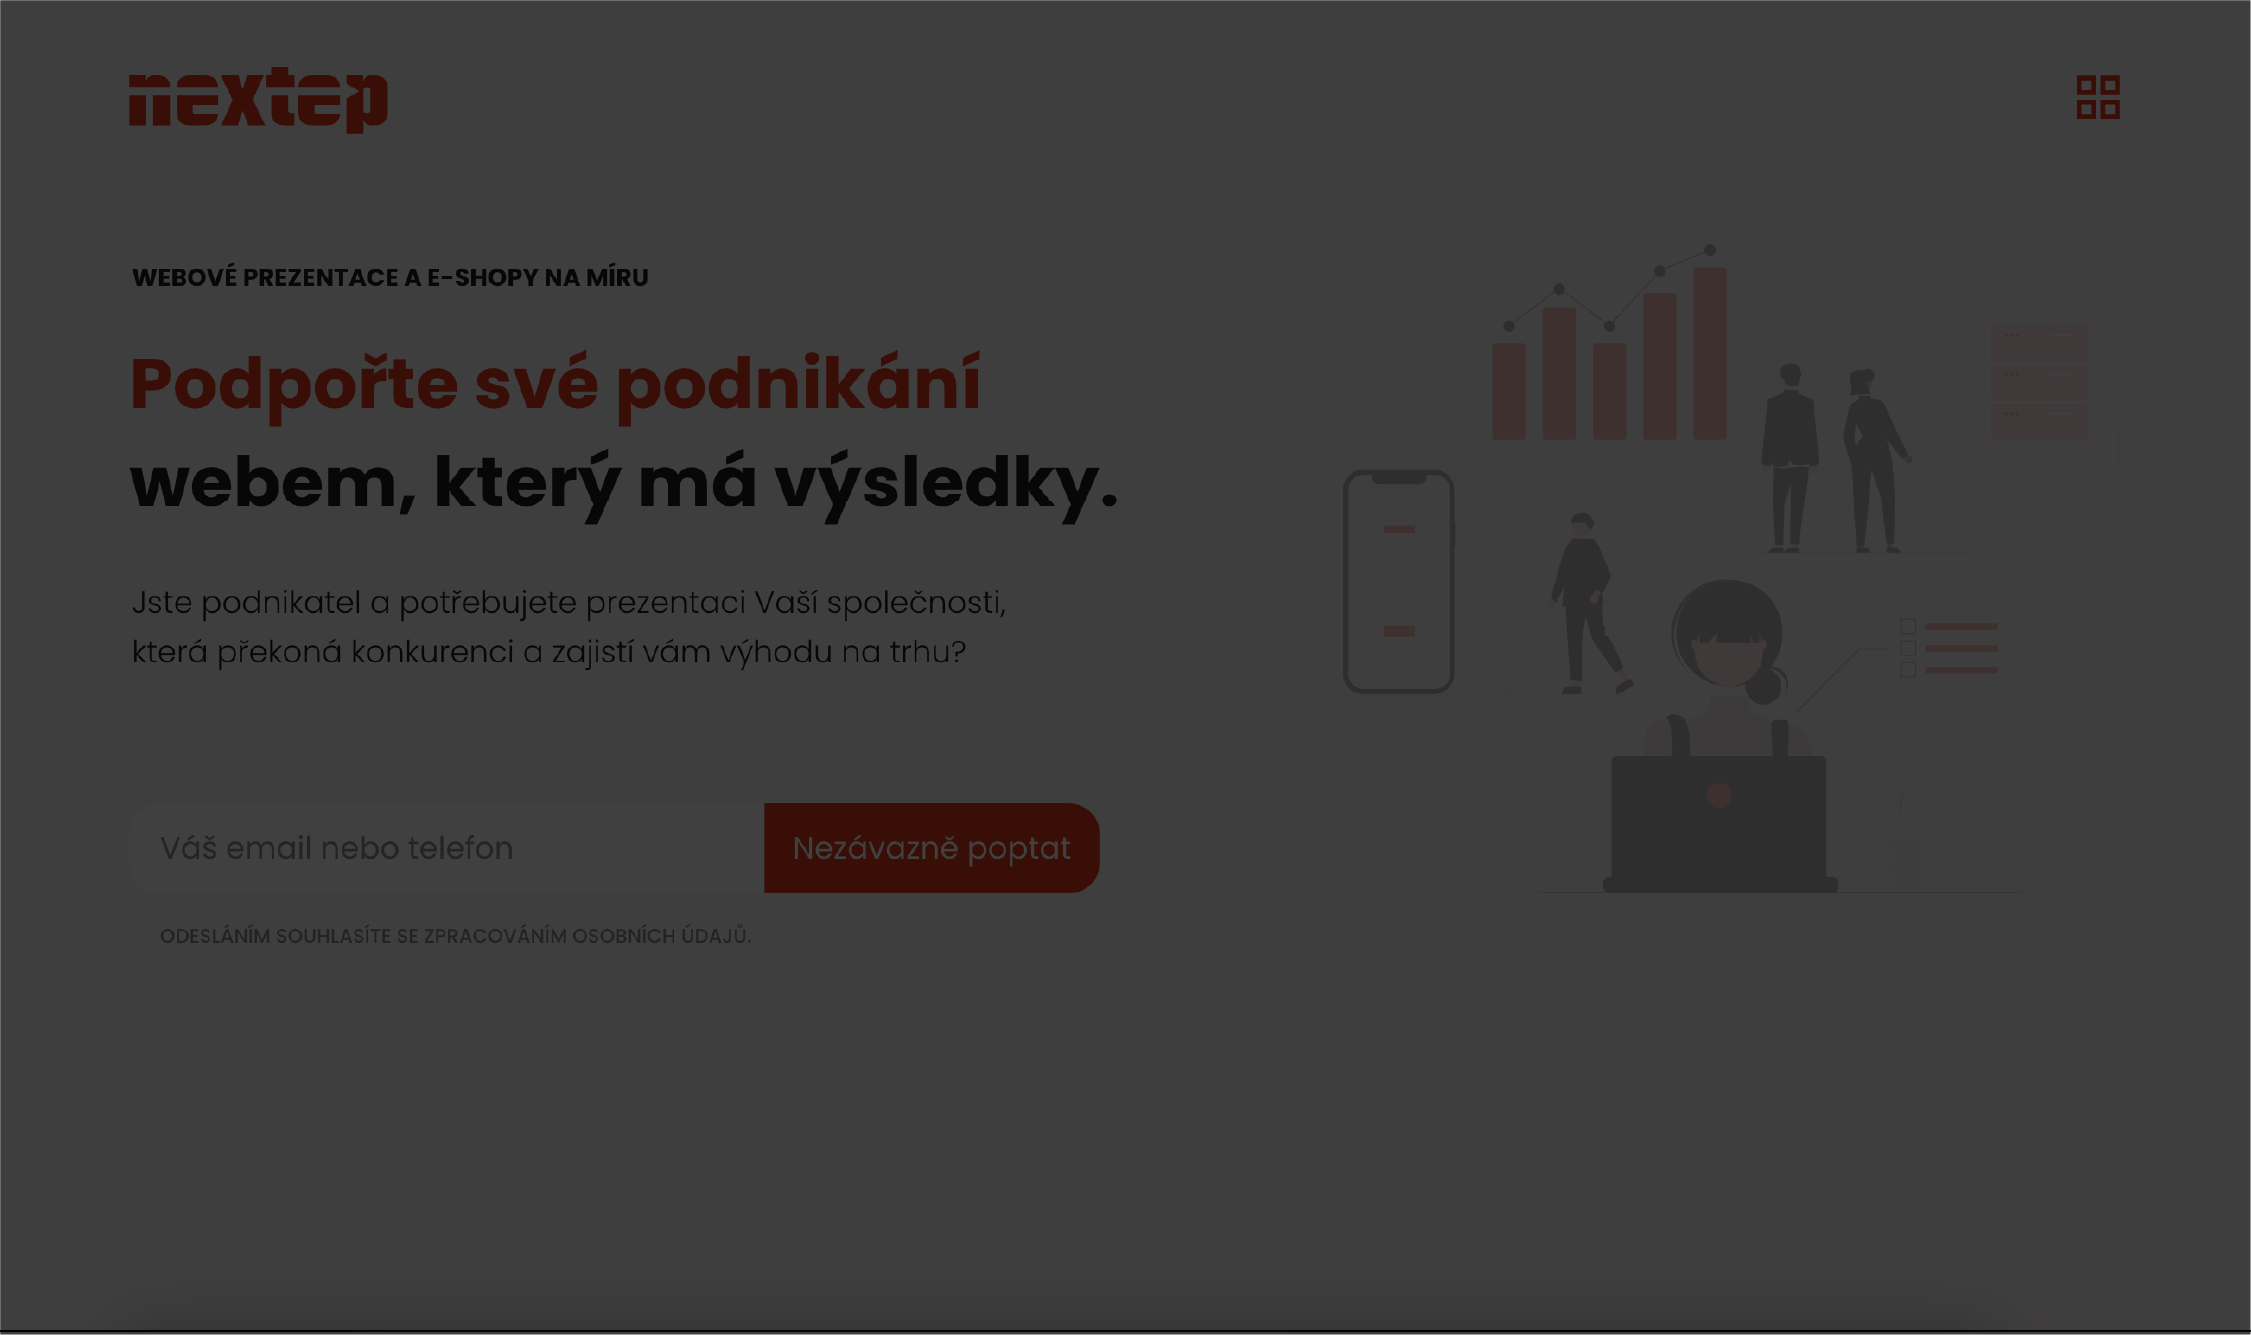 nextep
WEBOVÉ PREZENTACE A E-SHOPY NA MÍRU
Podpořte své podnikání
webem, který má výsledky.
Jste podnikatel a potřebujete prezentaci Vaší společnosti,
která překoná konkurenci a zajistí vám výhodu na trhu?
Váš email nebo telefon
Nezávazně poptat
ODESLÁNÍM SOUHLASÍTE SE ZPRACOVÁNÍM OSOBNÍCH ÚDAJŮ.